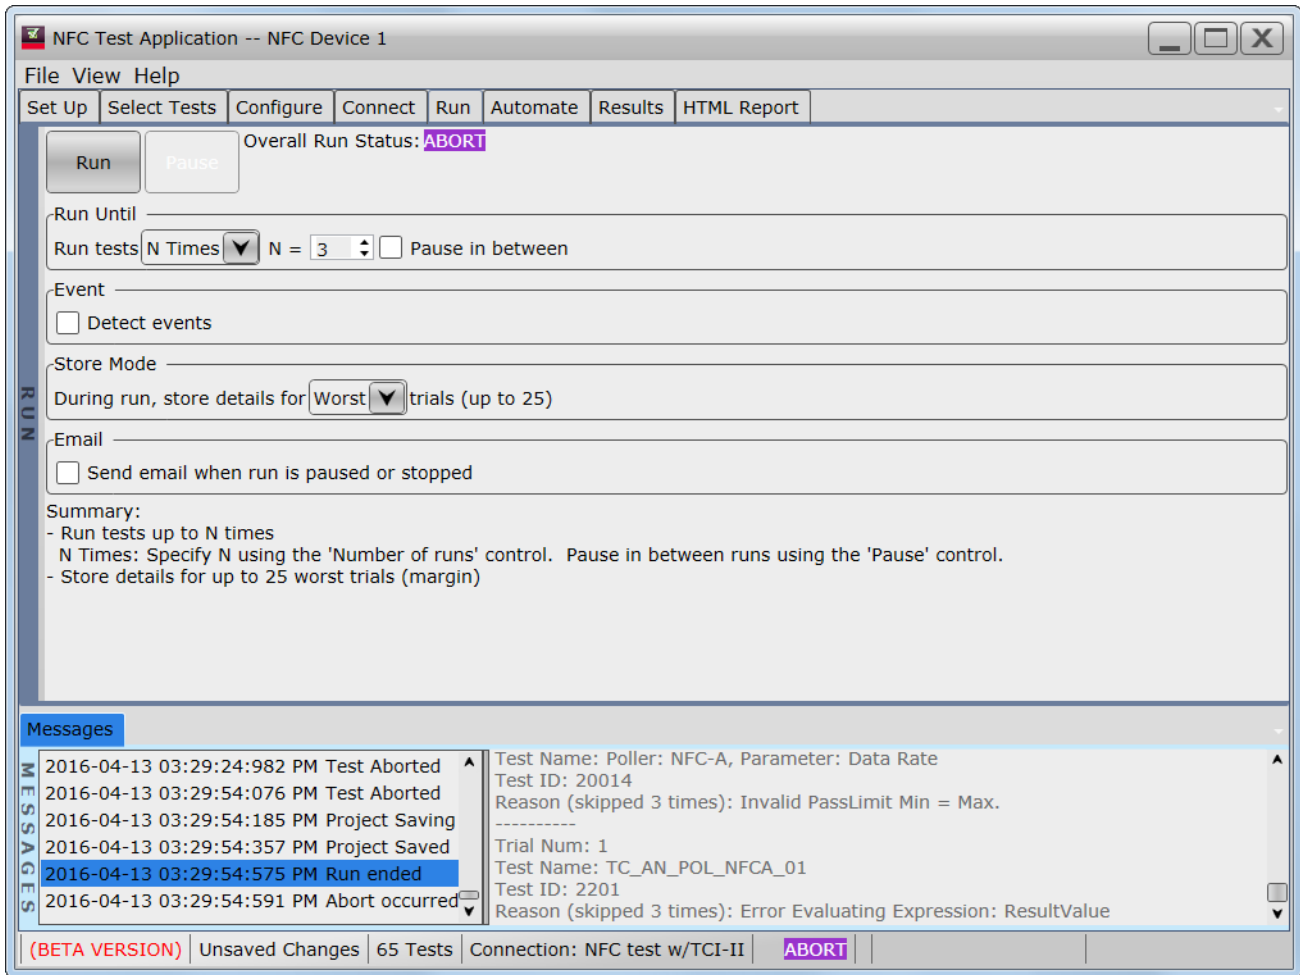 NFC Test Application -- NFC Device 1
File View Help
Set Up Select Tests Configure Connect Run Automate Results HTML Report
Run Pause Overall Run Status: ABORT
Run Until
Run tests N Times N = 3 Pause in between
Event
Detect events
Store Mode
During run, store details for Worst trials (up to 25)
RUN
Email
Send email when run is paused or stopped
Summary:
- Run tests up to N times
N Times: Specify N using the 'Number of runs' control.  Pause in between runs using the 'Pause' control.
- Store details for up to 25 worst trials (margin)
Messages
MESSAGES
2016-04-13 03:29:24:982 PM Test Aborted
2016-04-13 03:29:54:076 PM Test Aborted
2016-04-13 03:29:54:185 PM Project Saving
2016-04-13 03:29:54:357 PM Project Saved
2016-04-13 03:29:54:575 PM Run ended
2016-04-13 03:29:54:591 PM Abort occurred
Test Name: Poller: NFC-A, Parameter: Data Rate
Test ID: 20014
Reason (skipped 3 times): Invalid PassLimit Min = Max.
----------
Trial Num: 1
Test Name: TC_AN_POL_NFCA_01
Test ID: 2201
Reason (skipped 3 times): Error Evaluating Expression: ResultValue
(BETA VERSION) Unsaved Changes 65 Tests Connection: NFC test w/TCI-II ABORT